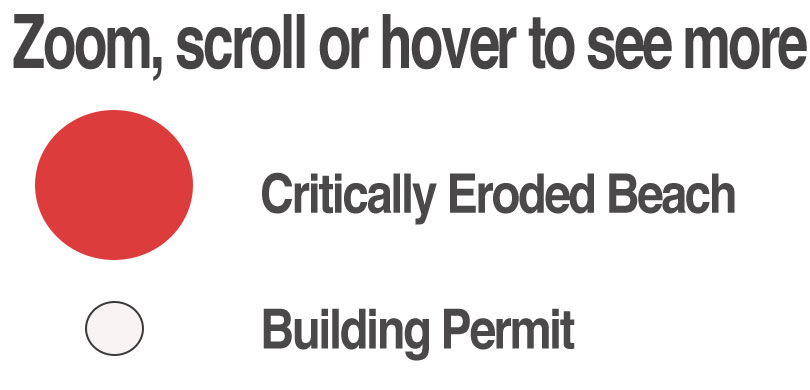 Zoom, scroll or hover to see more
Critically Eroded Beach
Building Permit